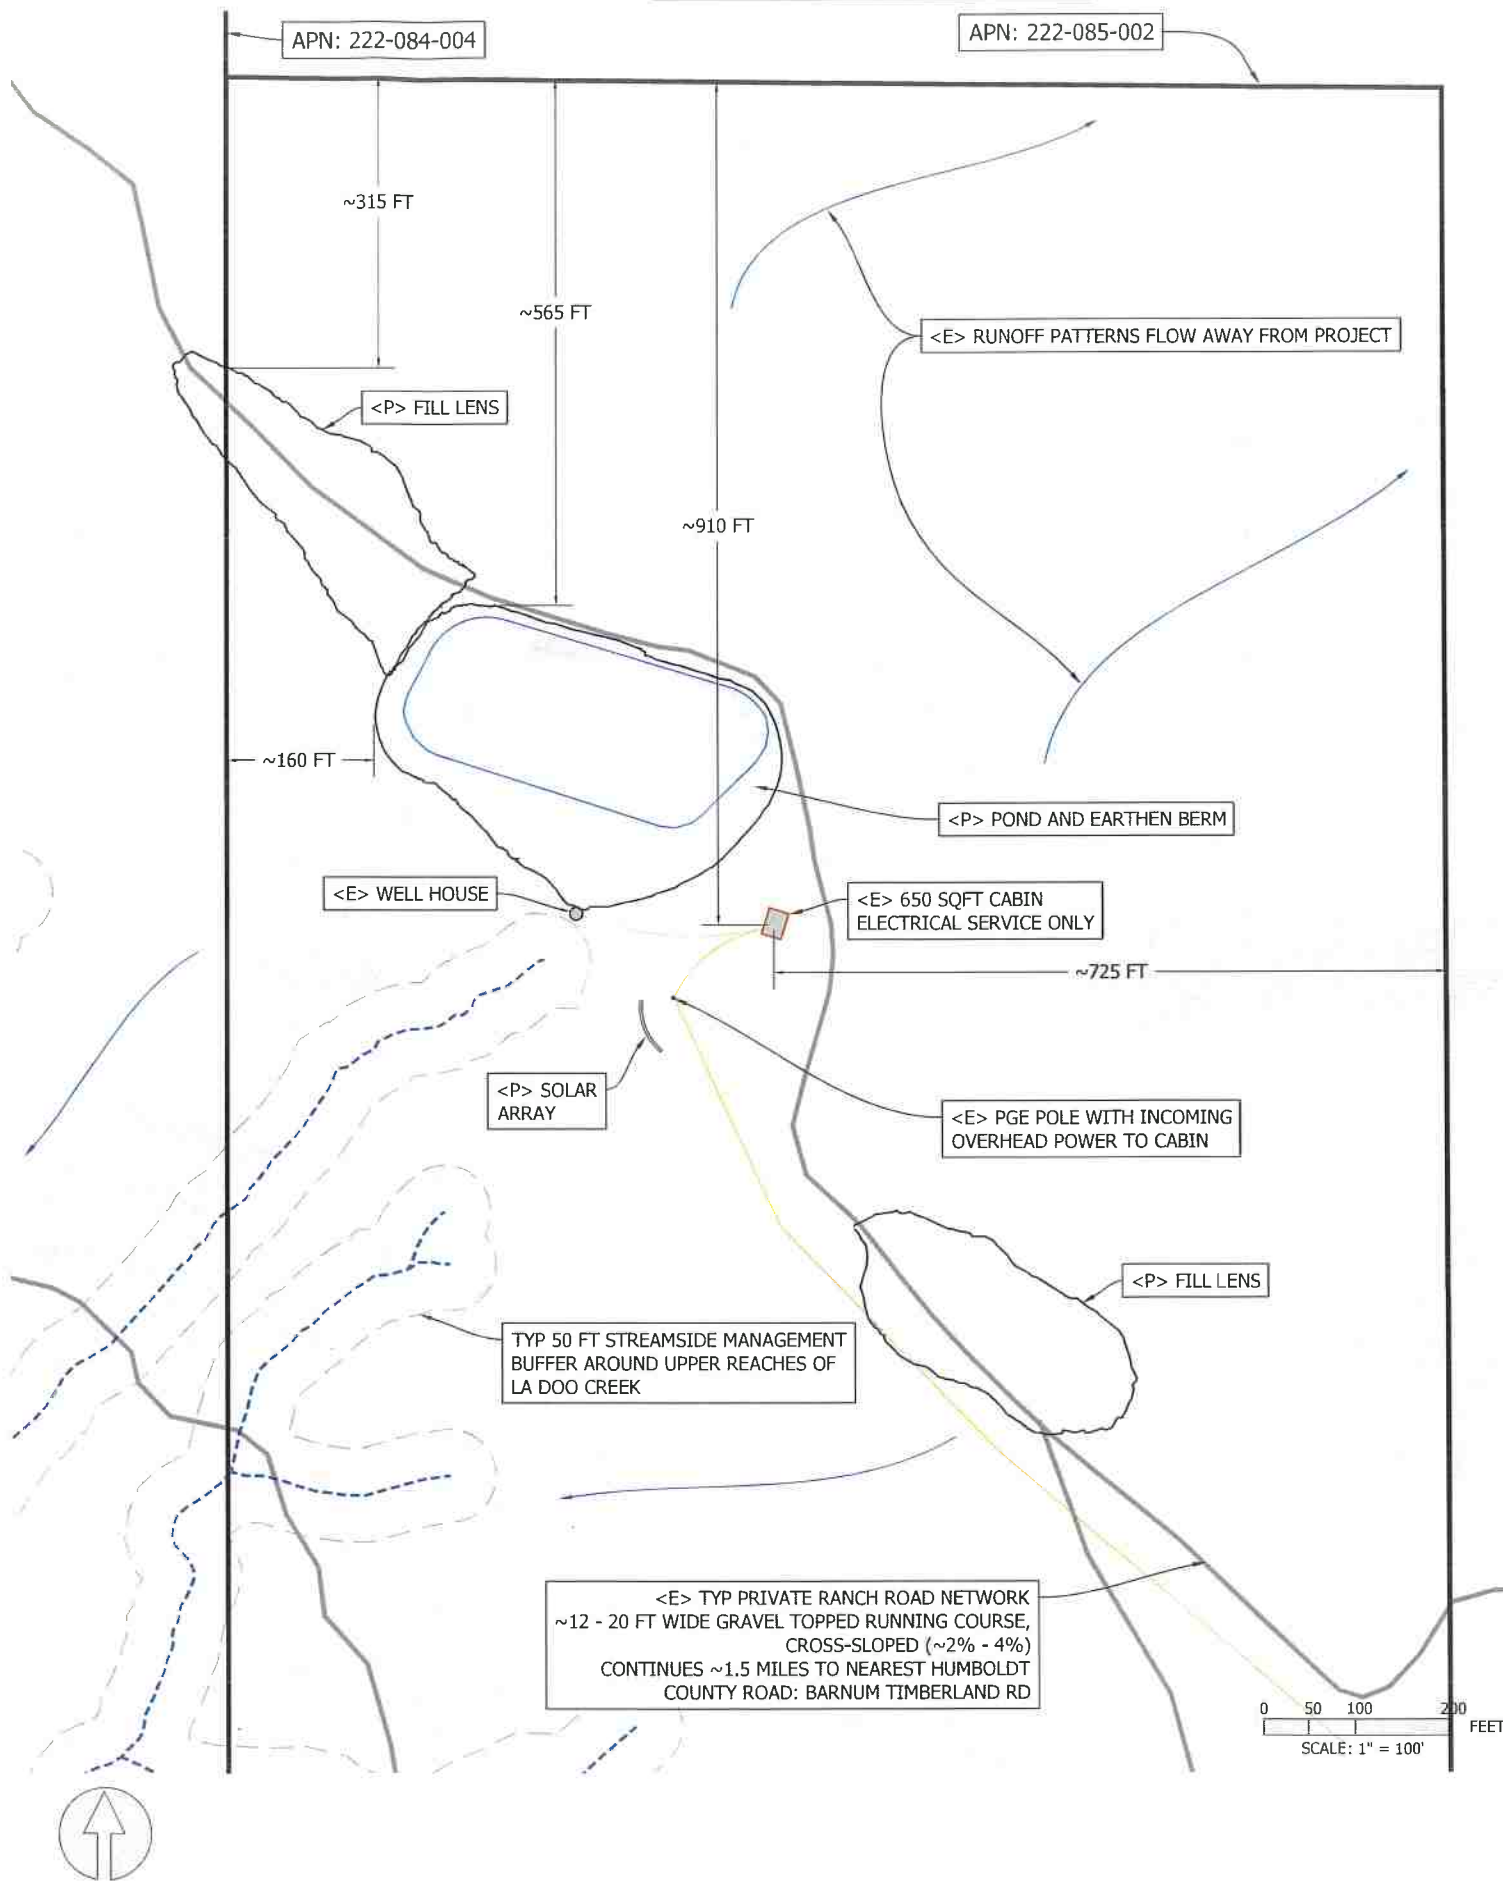 APN: 222-084-004
APN: 222-085-002
~315 FT
~565 FT
<E> RUNOFF PATTERNS FLOW AWAY FROM PROJECT
<P> FILL LENS
~910 FT
~160 FT
<P> POND AND EARTHEN BERM
<E> WELL HOUSE
<E> 650 SQFT CABIN
ELECTRICAL SERVICE ONLY
~725 FT
<P> SOLAR
ARRAY
<E> PGE POLE WITH INCOMING
OVERHEAD POWER TO CABIN
<P> FILL LENS
TYP 50 FT STREAMSIDE MANAGEMENT
BUFFER AROUND UPPER REACHES OF
LA DOO CREEK
<E> TYP PRIVATE RANCH ROAD NETWORK
~12 - 20 FT WIDE GRAVEL TOPPED RUNNING COURSE,
CROSS-SLOPED (~2% - 4%)
CONTINUES ~1.5 MILES TO NEAREST HUMBOLDT
COUNTY ROAD: BARNUM TIMBERLAND RD
0 50 100 200
FEET
SCALE: 1" = 100'